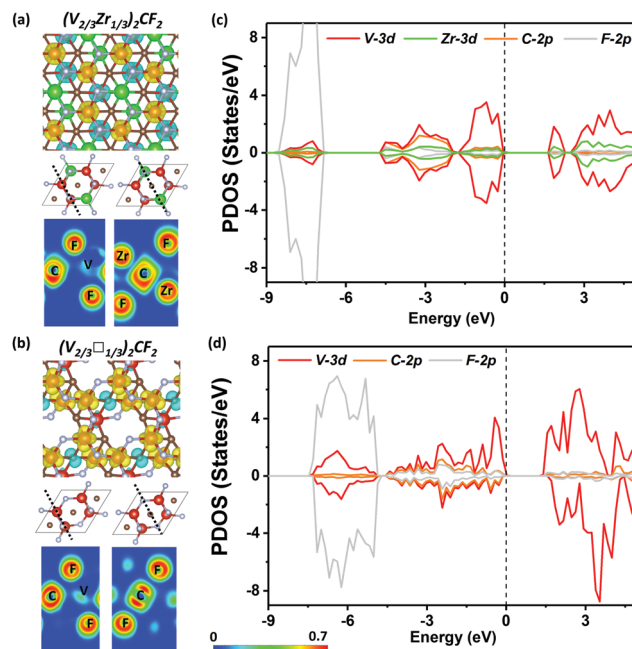 (a) (V2/3Zr1/3)2CF2
F
V
C
F
F
Zr
C
Zr
F
(b) (V2/3□1/3)2CF2
F
V
C
F
F
C
F
0 0.7
(c)
V-3d Zr-3d C-2p F-2p
PDOS (States/eV)
8
4
0
-4
-8
-9 -6 -3 0
Energy (eV)
(d)
V-3d C-2p F-2p
PDOS (States/eV)
8
4
0
-4
-8
-9 -6 -3 0
Energy (eV)